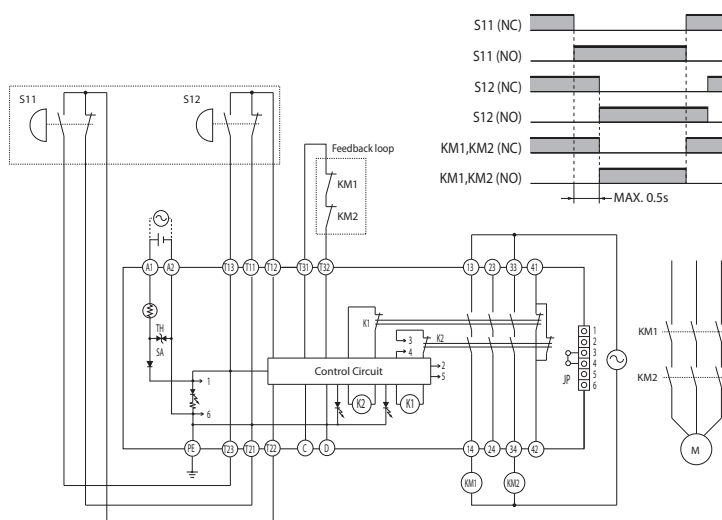 S11 (NC)
S11 (NO)
S12 (NC)
S12 (NO)
KM1,KM2 (NC)
KM1,KM2 (NO)
MAX. 0.5s
S11
S12
Feedback loop
KM1
KM2
A1 A2 T13 T11 T12 T31 T32 13 23 33 41
TH
SA
K1
3
4
K2
1
2
3
4
5
6
JP
KM1
KM2
M
Control Circuit
2
5
1
6
K2
K1
PE T23 T21 T22 C D 14 24 34 42
KM1
KM2